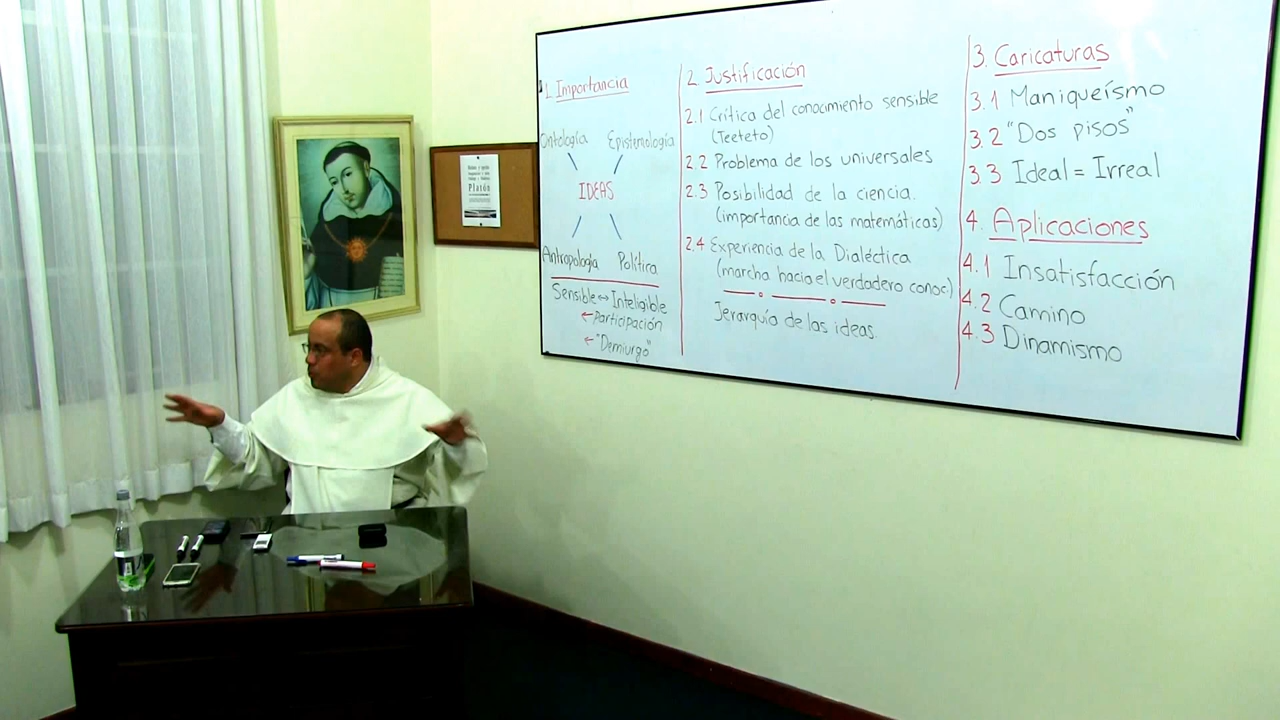 Platón
1. Importancia
Ontología Epistemología
IDEAS
Antropología Política
Sensible ↔ Inteligible
← Participación
← "Demiurgo"
2. Justificación
2.1 Crítica del conocimiento sensible
(Teeteto)
2.2 Problema de los universales
2.3 Posibilidad de la ciencia.
(importancia de las matemáticas)
2.4 Experiencia de la Dialéctica
(marcha hacia el verdadero conoc.)
Jerarquía de las ideas.
3. Caricaturas
3.1 Maniqueísmo
3.2 "Dos pisos"
3.3 Ideal = Irreal
4. Aplicaciones
4.1 Insatisfacción
4.2 Camino
4.3 Dinamismo